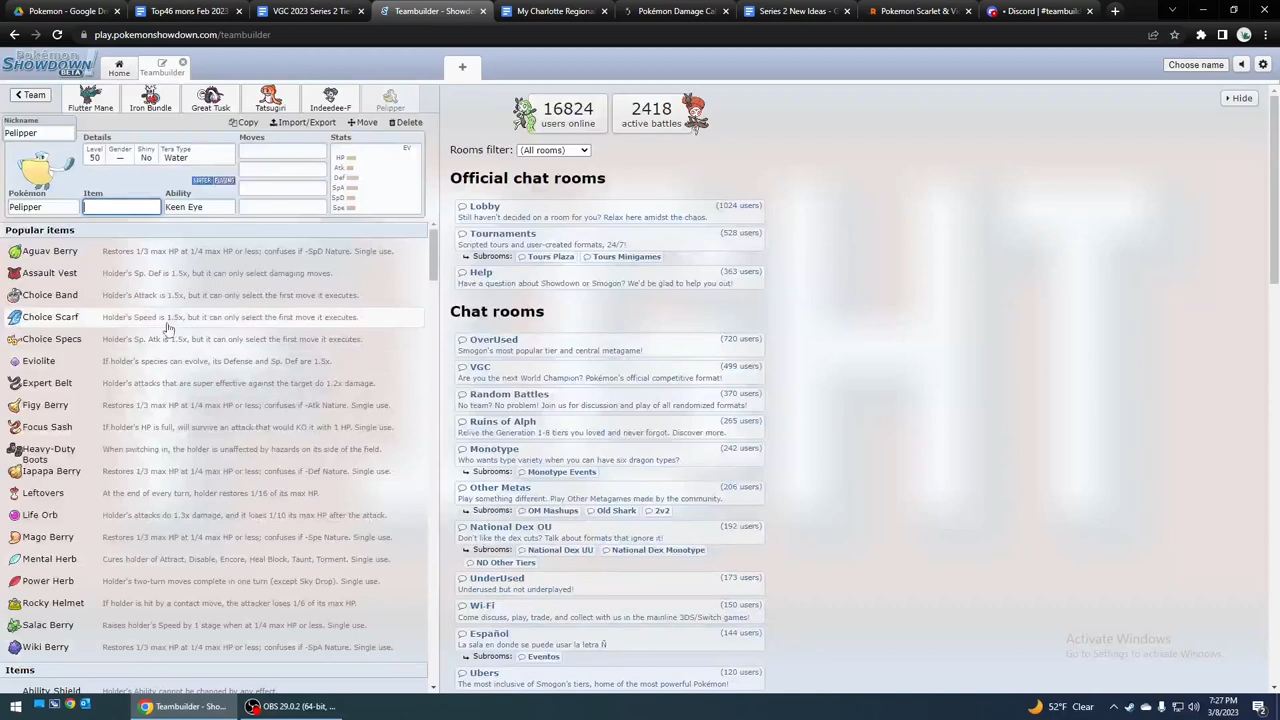 Pokémon - Google D
Top46 mons Feb 2023
VGC 2023 Series 2 Ti
Teambuilder - Showd
My Charlotte Regiona
Pokémon Damage Cal
Series 2 New Ideas - G
Pokemon Scarlet & Vi
• Discord | #teambuil
play.pokemonshowdown.com/teambuilder
Pokémon
SHOWDOWN
BETA
Home
Teambuilder
Choose name
Team
Flutter Mane
Iron Bundle
Great Tusk
Tatsugiri
Indeedee-F
Pelipper
Copy
Import/Export
Move
Delete
Nickname
Pelipper
Details
Level
50
Gender
—
Shiny
No
Tera Type
Water
Moves
Stats
EV
HP
Atk
Def
SpA
SpD
Spe
WATER
FLYING
Pokémon
Pelipper
Item
Ability
Keen Eye
Popular items
Aguav Berry Restores 1/3 max HP at 1/4 max HP or less; confuses if -SpD Nature. Single use.
Assault Vest Holder's Sp. Def is 1.5x, but it can only select damaging moves.
Choice Band Holder's Attack is 1.5x, but it can only select the first move it executes.
Choice Scarf Holder's Speed is 1.5x, but it can only select the first move it executes.
Choice Specs Holder's Sp. Atk is 1.5x, but it can only select the first move it executes.
Eviolite If holder's species can evolve, its Defense and Sp. Def are 1.5x.
Expert Belt Holder's attacks that are super effective against the target do 1.2x damage.
Figy Berry Restores 1/3 max HP at 1/4 max HP or less; confuses if -Atk Nature. Single use.
Focus Sash If holder's HP is full, will survive an attack that would KO it with 1 HP. Single use.
Heavy-Duty Boots When switching in, the holder is unaffected by hazards on its side of the field.
Iapapa Berry Restores 1/3 max HP at 1/4 max HP or less; confuses if -Def Nature. Single use.
Leftovers At the end of every turn, holder restores 1/16 of its max HP.
Life Orb Holder's attacks do 1.3x damage, and it loses 1/10 its max HP after the attack.
Mago Berry Restores 1/3 max HP at 1/4 max HP or less; confuses if -Spe Nature. Single use.
Mental Herb Cures holder of Attract, Disable, Encore, Heal Block, Taunt, Torment. Single use.
Power Herb Holder's two-turn moves complete in one turn (except Sky Drop). Single use.
Rocky Helmet If holder is hit by a contact move, the attacker loses 1/6 of its max HP.
Salac Berry Raises holder's Speed by 1 stage when at 1/4 max HP or less. Single use.
Wiki Berry Restores 1/3 max HP at 1/4 max HP or less; confuses if -SpA Nature. Single use.
Items
Ability Shield Holder's Ability cannot be changed by any effect.
16824
users online
2418
active battles
Hide
Rooms filter: (All rooms)
Official chat rooms
Lobby (1024 users)
Still haven't decided on a room for you? Relax here amidst the chaos.
Tournaments (528 users)
Scripted tours and user-created formats, 24/7!
Subrooms: Tours Plaza Tours Minigames
Help (363 users)
Have a question about Showdown or Smogon? We'd be glad to help you out!
Chat rooms
OverUsed (720 users)
Smogon's most popular tier and central metagame!
VGC (499 users)
Are you the next World Champion? Pokémon's official competitive format!
Random Battles (370 users)
No team? No problem! Join us for discussion and play of all randomized formats!
Ruins of Alph (265 users)
Relive the Generation 1-8 tiers you loved and never forgot. Discover more.
Monotype (242 users)
Who wants type variety when you can have six dragon types?
Subrooms: Monotype Events
Other Metas (206 users)
Play something different..Play Other Metagames made by the community.
Subrooms: OM Mashups Old Shark 2v2
National Dex OU (192 users)
Don't like the dex cuts? Talk about formats that ignore it!
Subrooms: National Dex UU National Dex Monotype
ND Other Tiers
UnderUsed (173 users)
Underused but not underplayed!
Wi-Fi (150 users)
Come discuss, play, trade, and collect with us in the mainline 3DS/Switch games!
Español (144 users)
La sala en donde se puede usar la letra Ñ
Subrooms: Eventos
Ubers (120 users)
The most inclusive of Smogon's tiers, home of the most powerful Pokémon!
Activate Windows
Go to Settings to activate Windows.
Teambuilder - Sho...
OBS 29.0.2 (64-bit, ...
52°F Clear
7:27 PM
3/8/2023